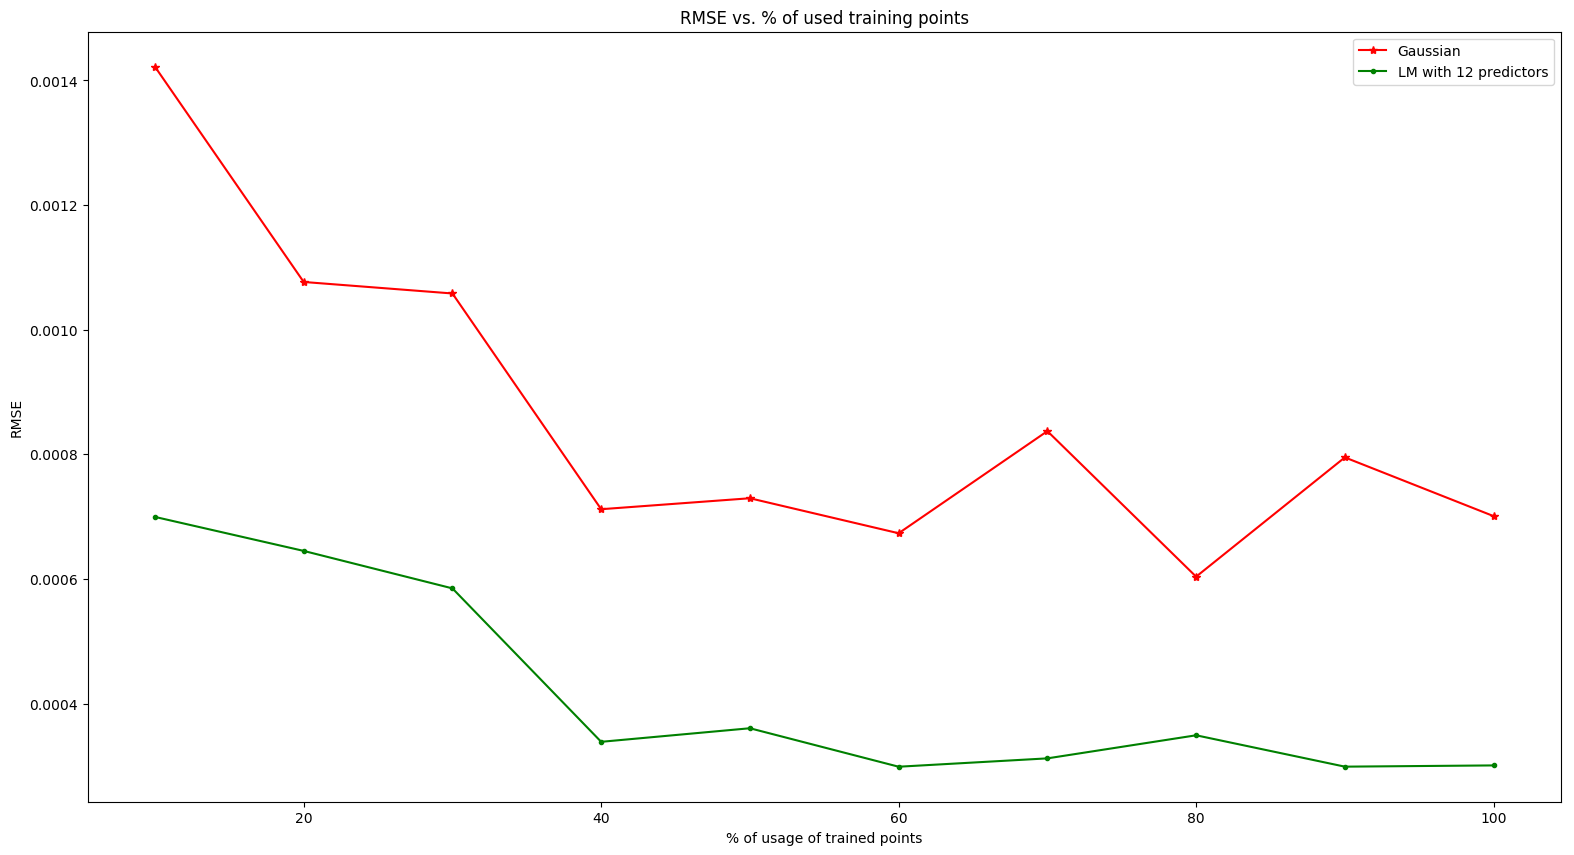 RMSE vs. % of used training points
Gaussian
LM with 12 predictors
0.0014
0.0012
0.0010
0.0008
0.0006
0.0004
RMSE
20 40 60 80 100
% of usage of trained points